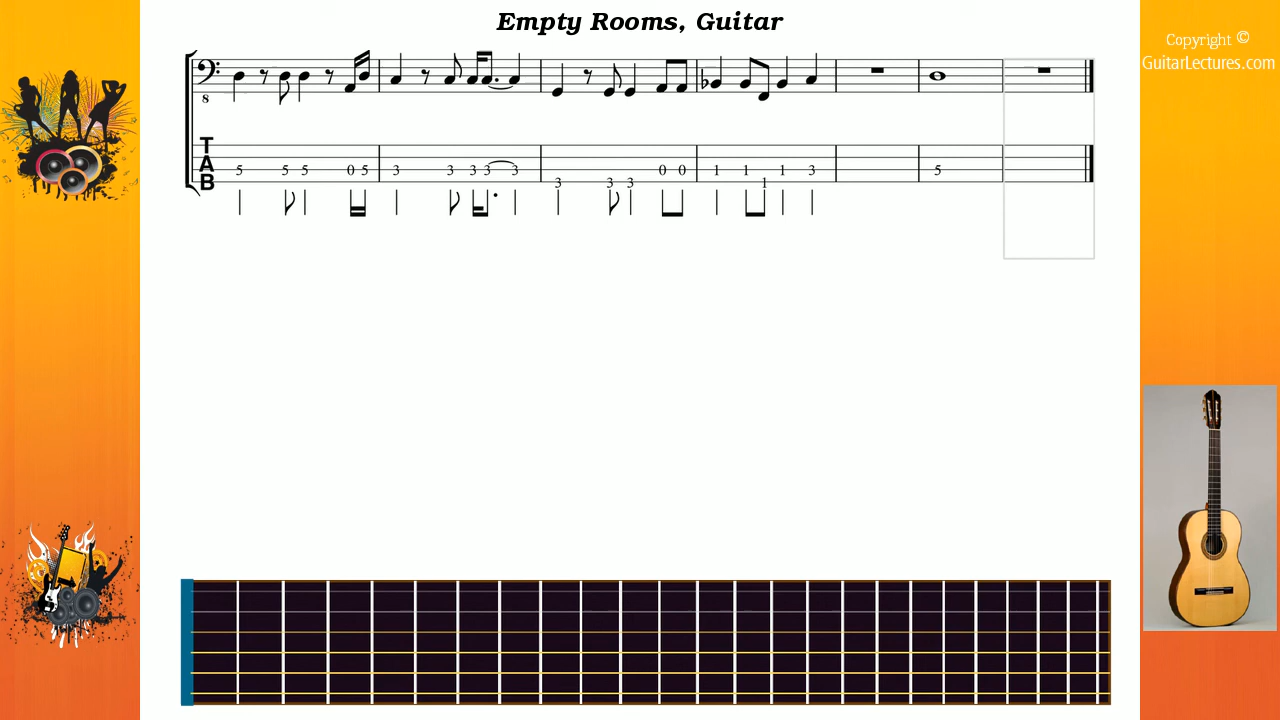 Empty Rooms, Guitar
Copyright ©
GuitarLectures.com
8
T
A
B
5 5 5 0 5 3 3 3 3 3 3 3 3 0 0 1 1 1 1 3 5